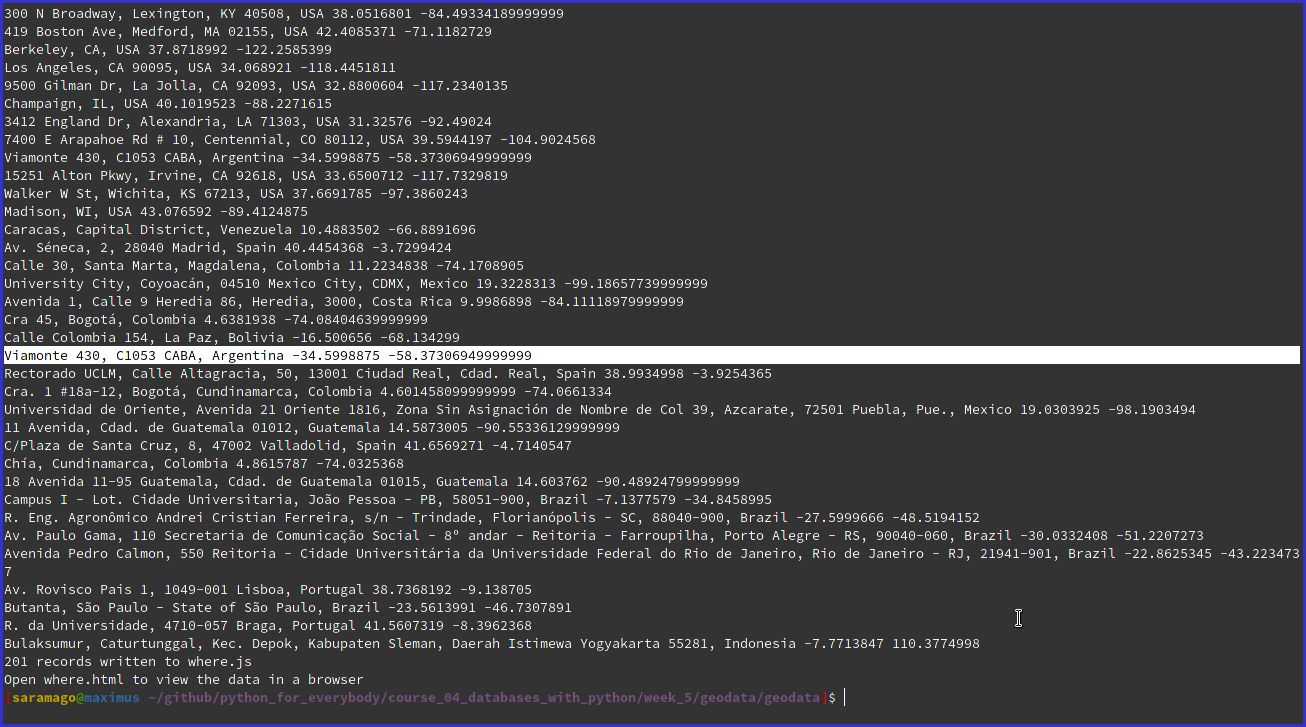 300 N Broadway, Lexington, KY 40508, USA 38.0516801 -84.49334189999999
419 Boston Ave, Medford, MA 02155, USA 42.4085371 -71.1182729
Berkeley, CA, USA 37.8718992 -122.2585399
Los Angeles, CA 90095, USA 34.068921 -118.4451811
9500 Gilman Dr, La Jolla, CA 92093, USA 32.8800604 -117.2340135
Champaign, IL, USA 40.1019523 -88.2271615
3412 England Dr, Alexandria, LA 71303, USA 31.32576 -92.49024
7400 E Arapahoe Rd # 10, Centennial, CO 80112, USA 39.5944197 -104.9024568
Viamonte 430, C1053 CABA, Argentina -34.5998875 -58.37306949999999
15251 Alton Pkwy, Irvine, CA 92618, USA 33.6500712 -117.7329819
Walker W St, Wichita, KS 67213, USA 37.6691785 -97.3860243
Madison, WI, USA 43.076592 -89.4124875
Caracas, Capital District, Venezuela 10.4883502 -66.8891696
Av. Séneca, 2, 28040 Madrid, Spain 40.4454368 -3.7299424
Calle 30, Santa Marta, Magdalena, Colombia 11.2234838 -74.1708905
University City, Coyoacán, 04510 Mexico City, CDMX, Mexico 19.3228313 -99.18657739999999
Avenida 1, Calle 9 Heredia 86, Heredia, 3000, Costa Rica 9.9986898 -84.11118979999999
Cra 45, Bogotá, Colombia 4.6381938 -74.08404639999999
Calle Colombia 154, La Paz, Bolivia -16.500656 -68.134299
Viamonte 430, C1053 CABA, Argentina -34.5998875 -58.37306949999999
Rectorado UCLM, Calle Altagracia, 50, 13001 Ciudad Real, Cdad. Real, Spain 38.9934998 -3.9254365
Cra. 1 #18a-12, Bogotá, Cundinamarca, Colombia 4.601458099999999 -74.0661334
Universidad de Oriente, Avenida 21 Oriente 1816, Zona Sin Asignación de Nombre de Col 39, Azcarate, 72501 Puebla, Pue., Mexico 19.0303925 -98.1903494
11 Avenida, Cdad. de Guatemala 01012, Guatemala 14.5873005 -90.55336129999999
C/Plaza de Santa Cruz, 8, 47002 Valladolid, Spain 41.6569271 -4.7140547
Chía, Cundinamarca, Colombia 4.8615787 -74.0325368
18 Avenida 11-95 Guatemala, Cdad. de Guatemala 01015, Guatemala 14.603762 -90.48924799999999
Campus I - Lot. Cidade Universitaria, João Pessoa - PB, 58051-900, Brazil -7.1377579 -34.8458995
R. Eng. Agronômico Andrei Cristian Ferreira, s/n - Trindade, Florianópolis - SC, 88040-900, Brazil -27.5999666 -48.5194152
Av. Paulo Gama, 110 Secretaria de Comunicação Social - 8º andar - Reitoria - Farroupilha, Porto Alegre - RS, 90040-060, Brazil -30.0332408 -51.2207273
Avenida Pedro Calmon, 550 Reitoria - Cidade Universitária da Universidade Federal do Rio de Janeiro, Rio de Janeiro - RJ, 21941-901, Brazil -22.8625345 -43.223473
7
Av. Rovisco Pais 1, 1049-001 Lisboa, Portugal 38.7368192 -9.138705
Butanta, São Paulo - State of São Paulo, Brazil -23.5613991 -46.7307891
R. da Universidade, 4710-057 Braga, Portugal 41.5607319 -8.3962368
Bulaksumur, Caturtunggal, Kec. Depok, Kabupaten Sleman, Daerah Istimewa Yogyakarta 55281, Indonesia -7.7713847 110.3774998
201 records written to where.js
Open where.html to view the data in a browser
[saramago@maximus ~/github/python_for_everybody/course_04_databases_with_python/week_5/geodata/geodata]$